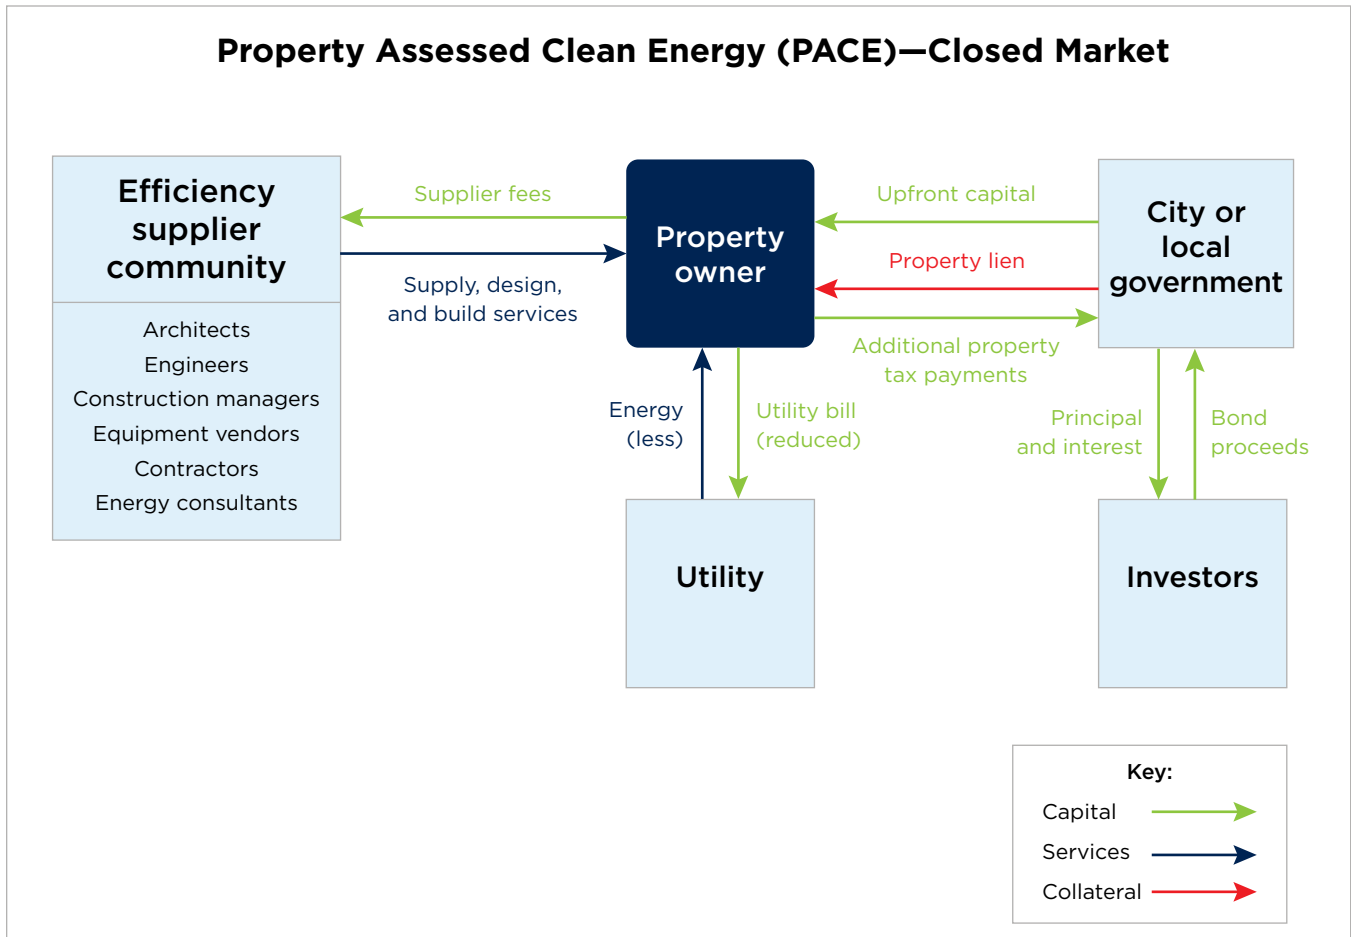 Property Assessed Clean Energy (PACE)—Closed Market
Efficiency
supplier
community
Architects
Engineers
Construction managers
Equipment vendors
Contractors
Energy consultants
Supplier fees
Supply, design,
and build services
Property
owner
Upfront capital
Property lien
Additional property
tax payments
City or
local
government
Energy
(less)
Utility bill
(reduced)
Principal
and interest
Bond
proceeds
Utility
Investors
Key:
Capital
Services
Collateral